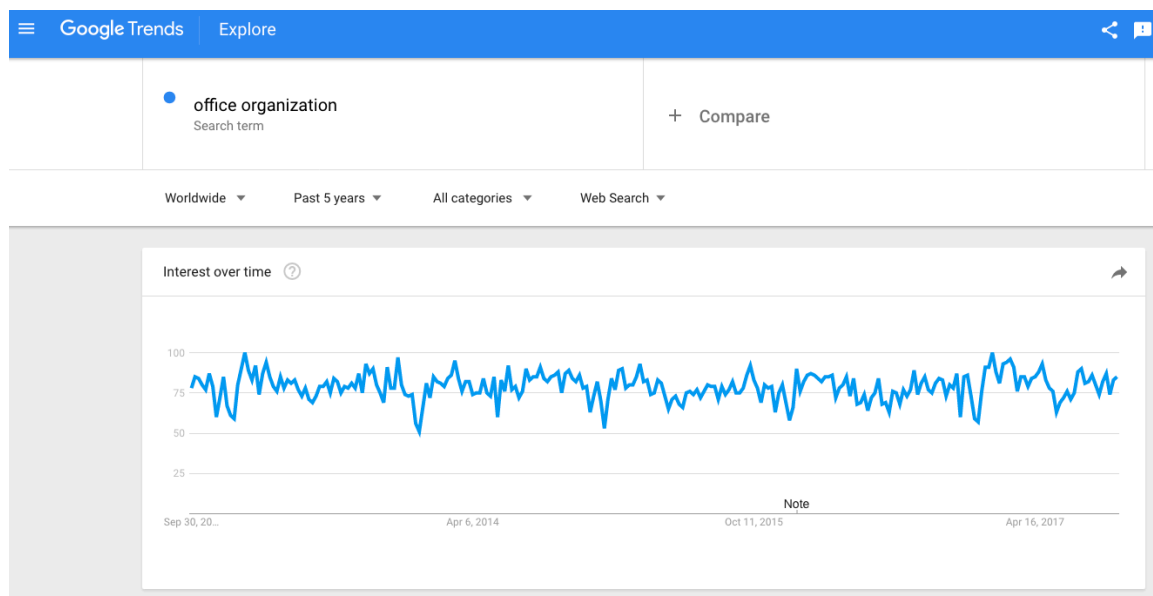 Google Trends Explore
office organization
Search term
+ Compare
Worldwide Past 5 years All categories Web Search
Interest over time ?
100
75
50
25
Note
Sep 30, 20... Apr 6, 2014 Oct 11, 2015 Apr 16, 2017